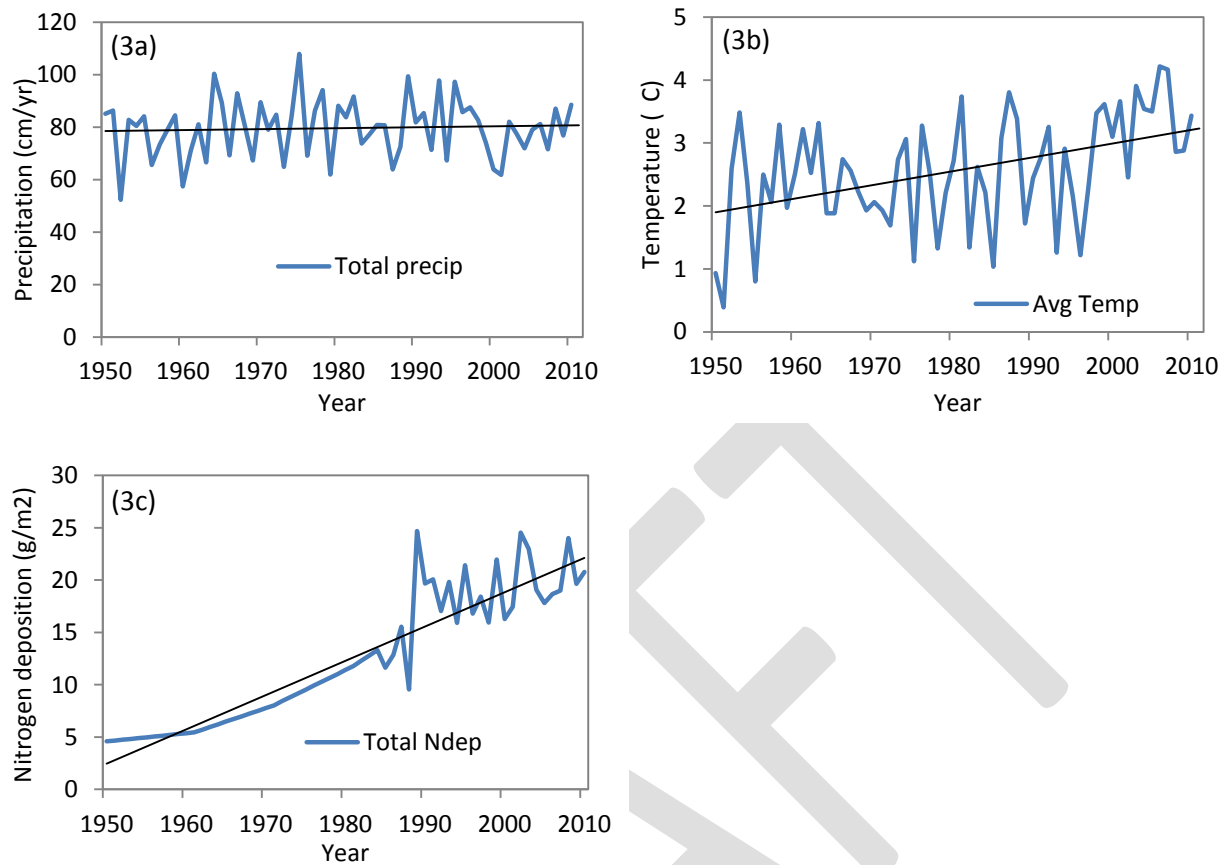 (3a)
Precipitation (cm/yr)
120
100
80
60
40
20
0
Total precip
1950 1960 1970 1980 1990 2000 2010
Year
(3b)
Temperature ( C)
5
4
3
2
1
0
Avg Temp
1950 1960 1970 1980 1990 2000 2010
Year
(3c)
Nitrogen deposition (g/m2)
30
25
20
15
10
5
0
Total Ndep
1950 1960 1970 1980 1990 2000 2010
Year